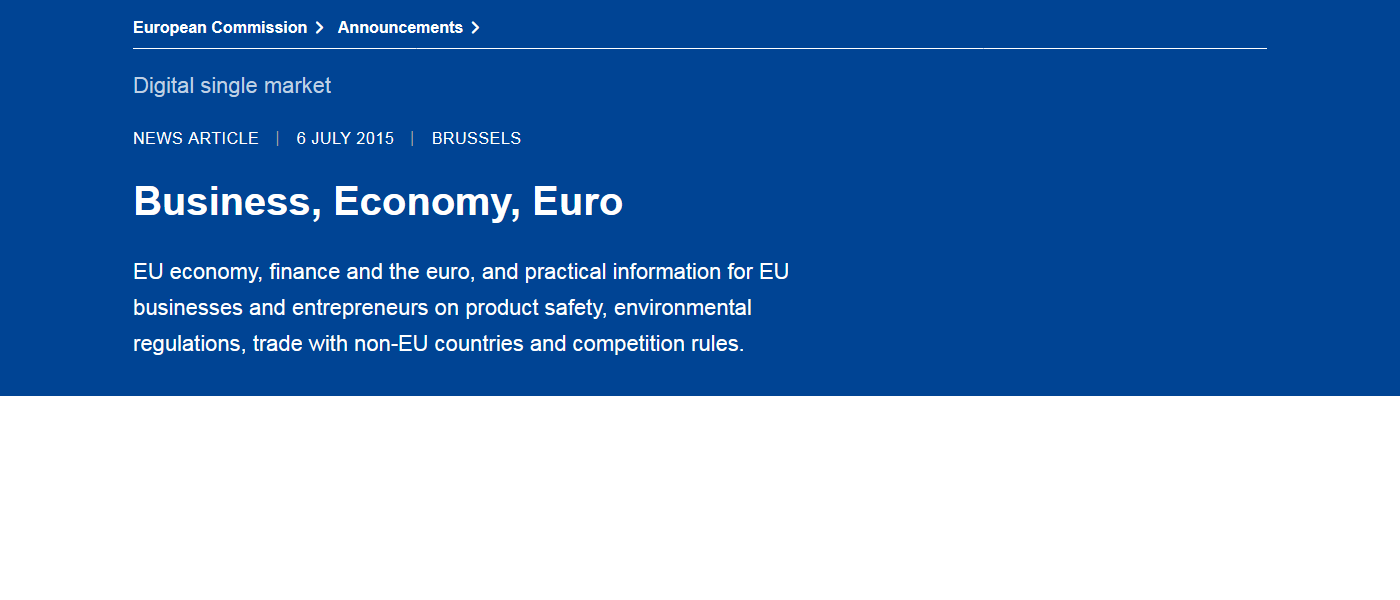 European Commission > Announcements >
Digital single market
NEWS ARTICLE | 6 JULY 2015 | BRUSSELS
Business, Economy, Euro
EU economy, finance and the euro, and practical information for EU
businesses and entrepreneurs on product safety, environmental
regulations, trade with non-EU countries and competition rules.